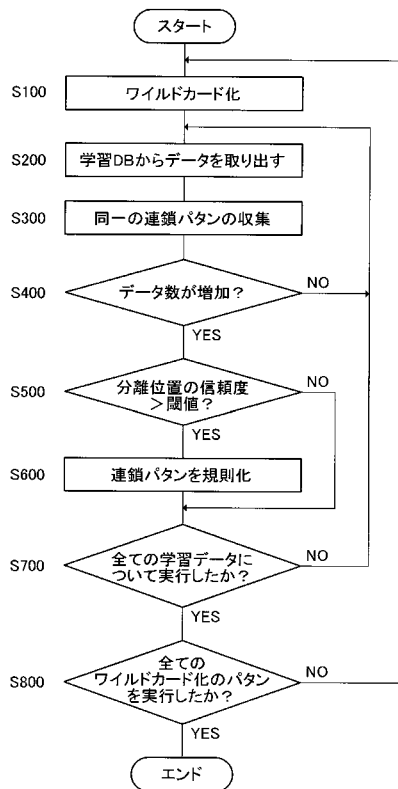 スタート
S100
ワイルドカード化
S200
学習DBからデータを取り出す
S300
同一の連鎖パタンの収集
S400
データ数が増加？
NO
YES
S500
分離位置の信頼度
＞閾値？
NO
YES
S600
連鎖パタンを規則化
S700
全ての学習データに
ついて実行したか？
NO
YES
S800
全ての
ワイルドカード化のパタン
を実行したか？
NO
YES
エンド